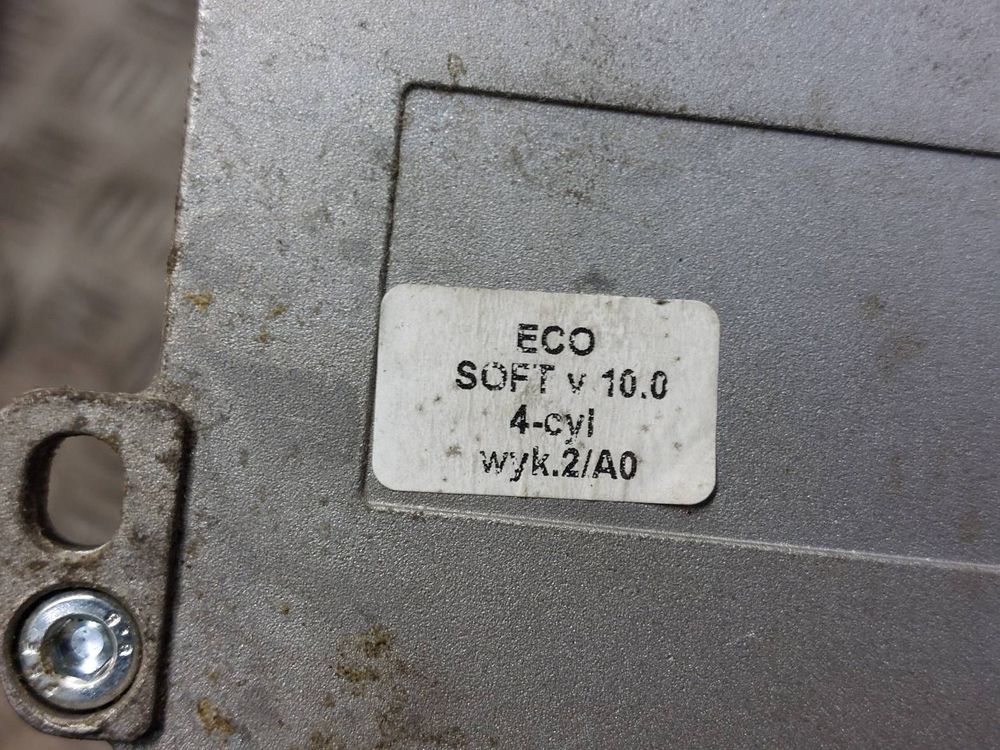 ECO
SOFT v 10.0
4-cyl
wyk.2/A0